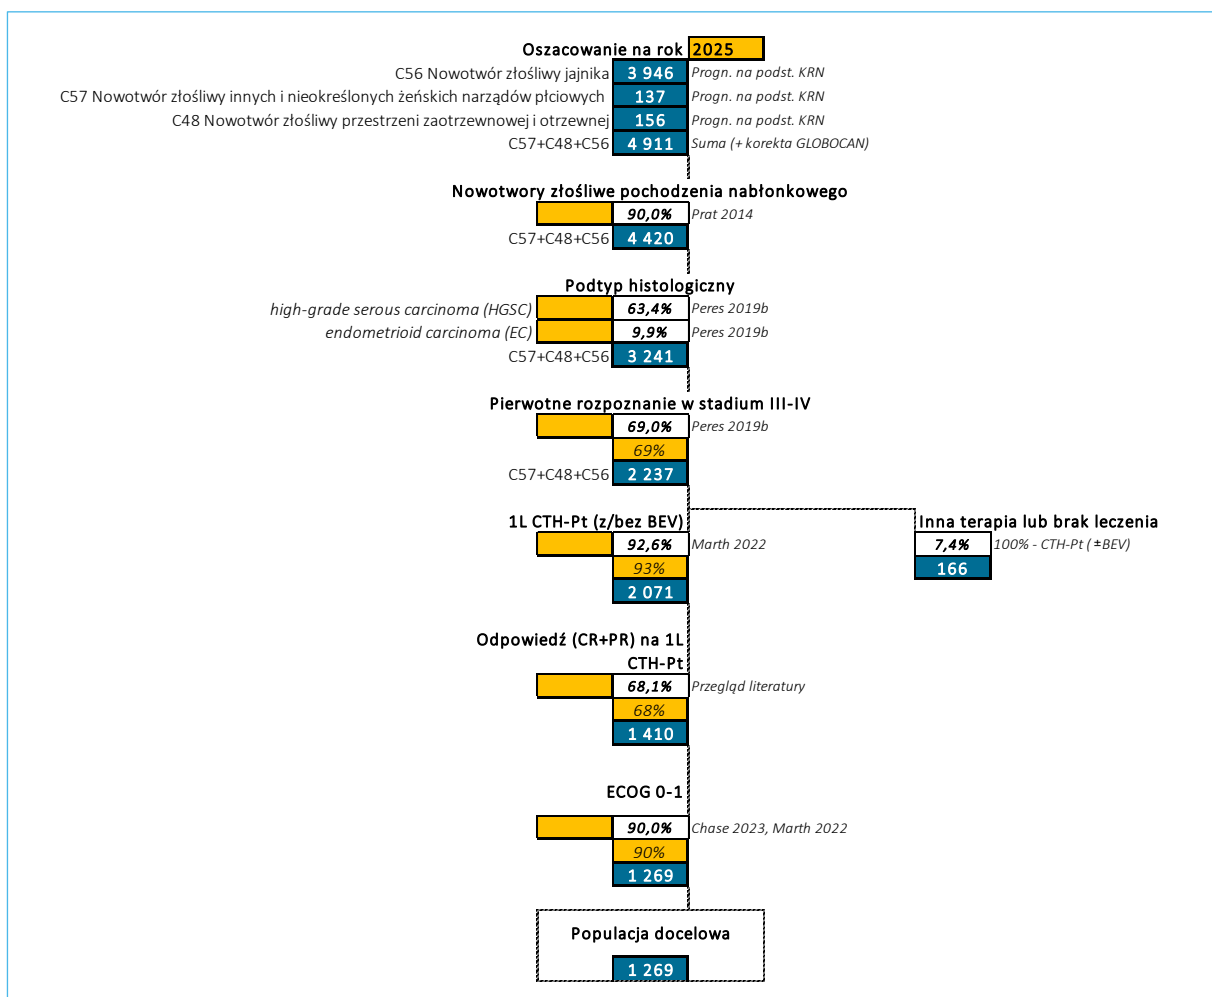 Oszacowanie na rok 2025
C56 Nowotwór złośliwy jajnika 3 946 Progn. na podst. KRN
C57 Nowotwór złośliwy innych i nieokreślonych żeńskich narządów płciowych 137 Progn. na podst. KRN
C48 Nowotwór złośliwy przestrzeni zaotrzewnowej i otrzewnej 156 Progn. na podst. KRN
C57+C48+C56 4 911 Suma (+ korekta GLOBOCAN)
Nowotwory złośliwe pochodzenia nabłonkowego
90,0% Prat 2014
C57+C48+C56 4 420
Podtyp histologiczny
high-grade serous carcinoma (HGSC) 63,4% Peres 2019b
endometrioid carcinoma (EC) 9,9% Peres 2019b
C57+C48+C56 3 241
Pierwotne rozpoznanie w stadium III-IV
69,0% Peres 2019b
69%
C57+C48+C56 2 237
1L CTH-Pt (z/bez BEV) Inna terapia lub brak leczenia
92,6% Marth 2022 7,4% 100% - CTH-Pt (±BEV)
93% 166
2 071
Odpowiedź (CR+PR) na 1L
CTH-Pt
68,1% Przegląd literatury
68%
1 410
ECOG 0-1
90,0% Chase 2023, Marth 2022
90%
1 269
Populacja docelowa
1 269